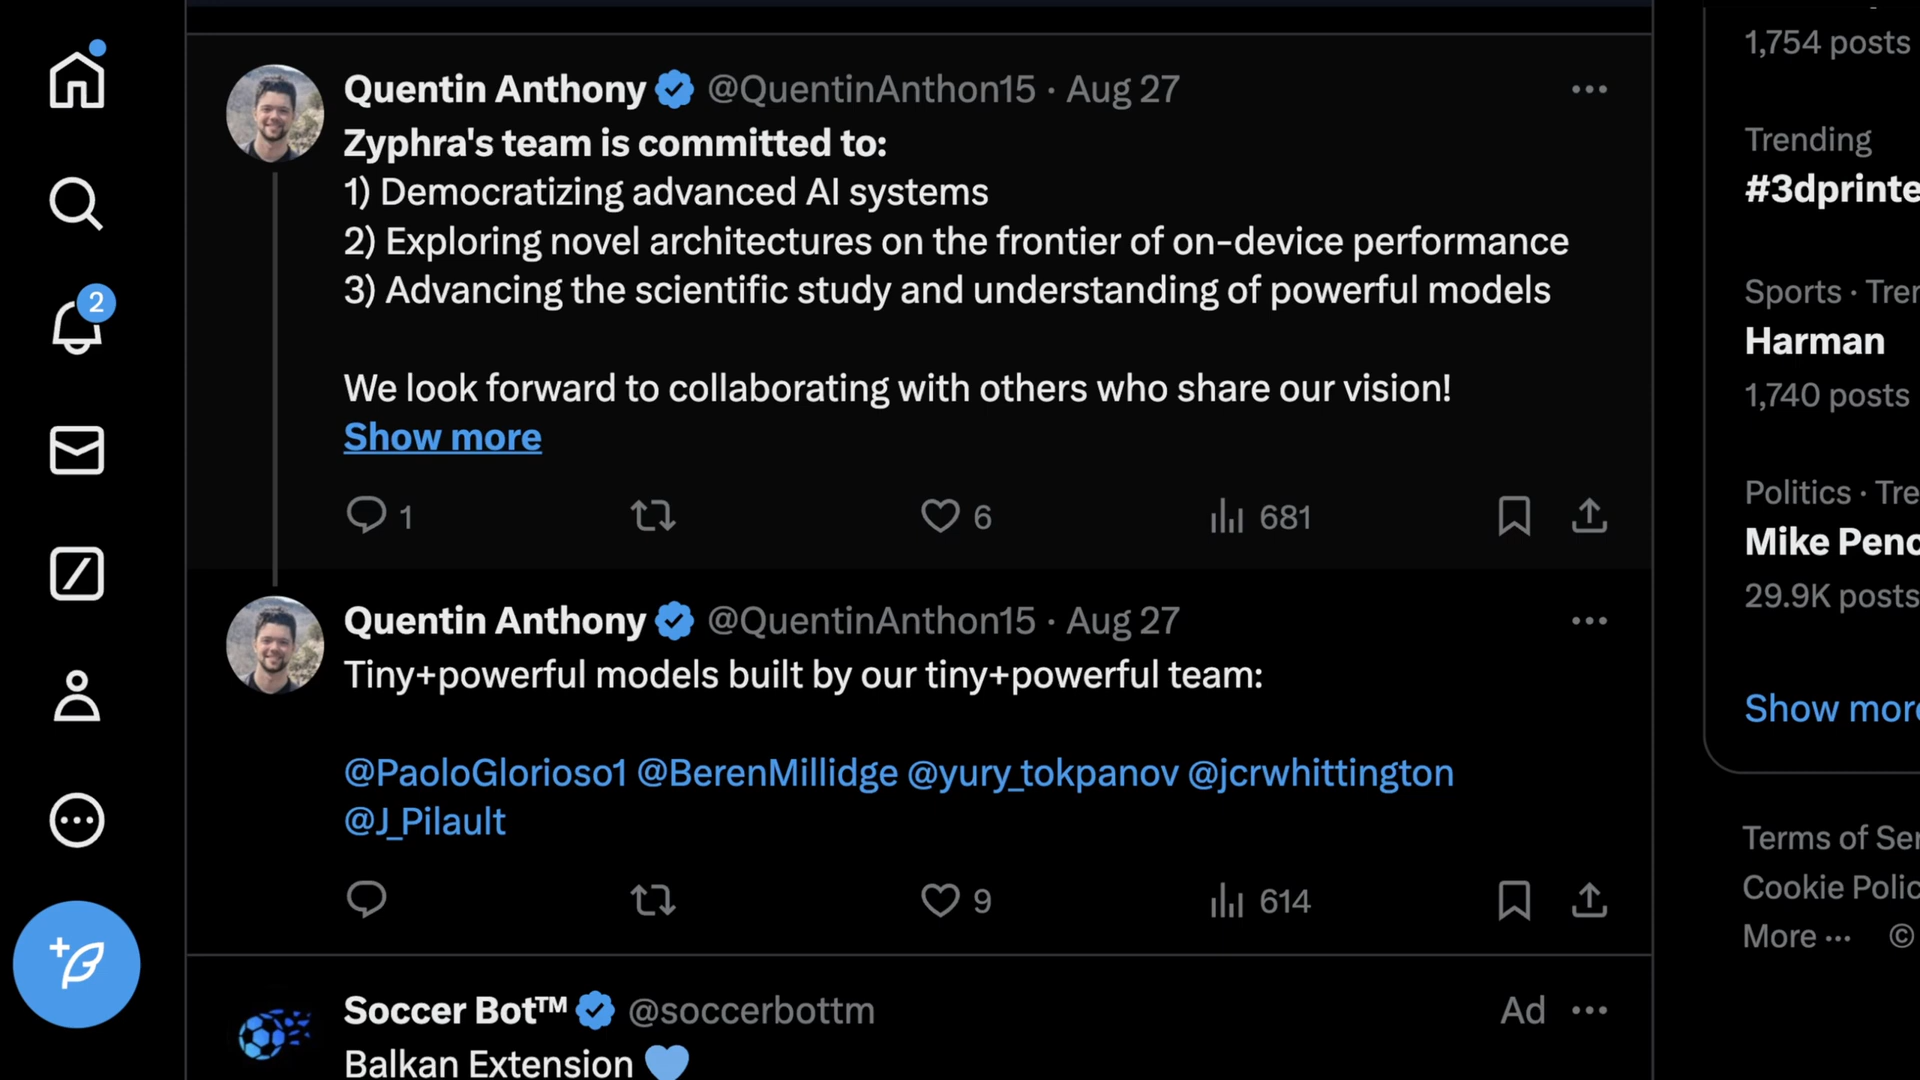 2
Quentin Anthony @QuentinAnthon15 · Aug 27
Zyphra's team is committed to:
1) Democratizing advanced AI systems
2) Exploring novel architectures on the frontier of on-device performance
3) Advancing the scientific study and understanding of powerful models
We look forward to collaborating with others who share our vision!
Show more
1 6 681
Quentin Anthony @QuentinAnthon15 · Aug 27
Tiny+powerful models built by our tiny+powerful team:
@PaoloGlorioso1 @BerenMillidge @yury_tokpanov @jcrwhittington
@J_Pilault
9 614
Soccer Bot™ @soccerbottm Ad
Balkan Extension
1,754 posts
Trending
#3dprinte
Sports · Tren
Harman
1,740 posts
Politics · Tre
Mike Penc
29.9K posts
Show more
Terms of Ser
Cookie Polic
More ··· ©